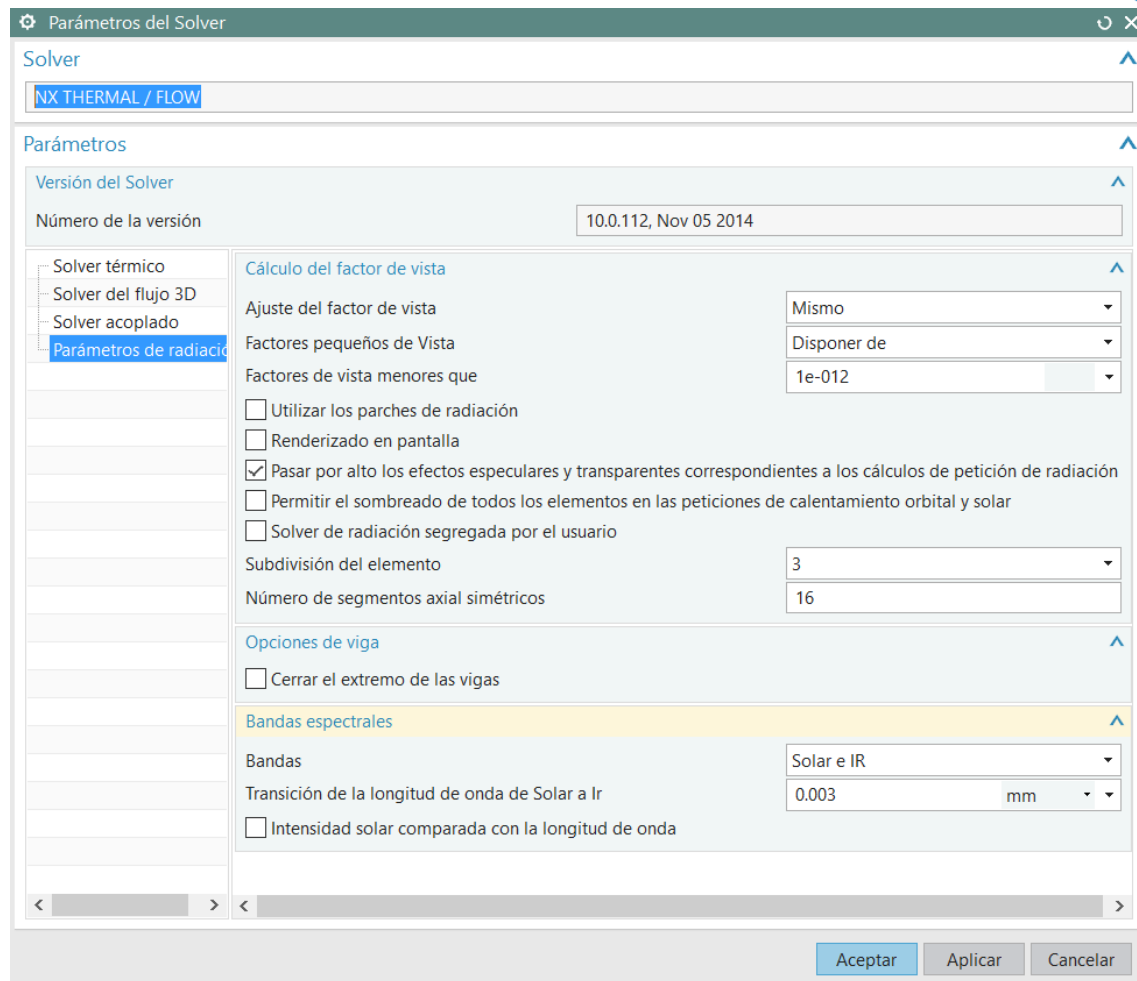 Parámetros del Solver
Solver
NX THERMAL / FLOW
Parámetros
Versión del Solver
Número de la versión 10.0.112, Nov 05 2014
Solver térmico
Solver del flujo 3D
Solver acoplado
Parámetros de radiació
Cálculo del factor de vista
Ajuste del factor de vista Mismo
Factores pequeños de Vista Disponer de
Factores de vista menores que 1e-012
Utilizar los parches de radiación
Renderizado en pantalla
Pasar por alto los efectos especulares y transparentes correspondientes a los cálculos de petición de radiación
Permitir el sombreado de todos los elementos en las peticiones de calentamiento orbital y solar
Solver de radiación segregada por el usuario
Subdivisión del elemento 3
Número de segmentos axial simétricos 16
Opciones de viga
Cerrar el extremo de las vigas
Bandas espectrales
Bandas Solar e IR
Transición de la longitud de onda de Solar a Ir 0.003 mm
Intensidad solar comparada con la longitud de onda
Aceptar Aplicar Cancelar